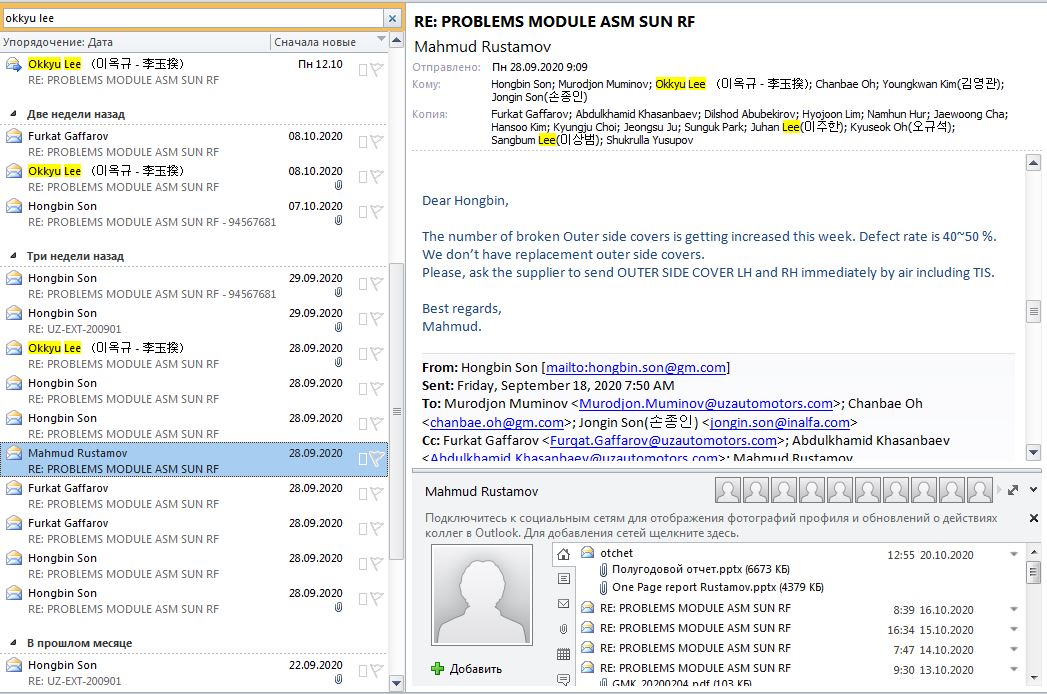 okkyu lee
Упорядочение: Дата Сначала новые
Okkyu Lee (이옥규 - 李玉揆) Пн 12.10
RE: PROBLEMS MODULE ASM SUN RF
Две недели назад
Furkat Gaffarov 08.10.2020
RE: PROBLEMS MODULE ASM SUN RF
Okkyu Lee (이옥규 - 李玉揆) 08.10.2020
RE: PROBLEMS MODULE ASM SUN RF
Hongbin Son 07.10.2020
RE: PROBLEMS MODULE ASM SUN RF - 94567681
Три недели назад
Hongbin Son 29.09.2020
RE: PROBLEMS MODULE ASM SUN RF - 94567681
Hongbin Son 29.09.2020
RE: UZ-EXT-200901
Okkyu Lee (이옥규 - 李玉揆) 28.09.2020
RE: PROBLEMS MODULE ASM SUN RF
Hongbin Son 28.09.2020
RE: PROBLEMS MODULE ASM SUN RF
Hongbin Son 28.09.2020
RE: PROBLEMS MODULE ASM SUN RF
Mahmud Rustamov 28.09.2020
RE: PROBLEMS MODULE ASM SUN RF
Furkat Gaffarov 28.09.2020
RE: PROBLEMS MODULE ASM SUN RF
Furkat Gaffarov 28.09.2020
RE: PROBLEMS MODULE ASM SUN RF
Hongbin Son 28.09.2020
RE: PROBLEMS MODULE ASM SUN RF
Hongbin Son 28.09.2020
RE: PROBLEMS MODULE ASM SUN RF
В прошлом месяце
Hongbin Son 22.09.2020
RE: UZ-EXT-200901
RE: PROBLEMS MODULE ASM SUN RF
Mahmud Rustamov
Отправлено: Пн 28.09.2020 9:09
Кому: Hongbin Son; Murodjon Muminov; Okkyu Lee (이옥규 - 李玉揆); Chanbae Oh; Youngkwan Kim(김영관);
Jongin Son(손종인)
Копия: Furkat Gaffarov; Abdulkhamid Khasanbaev; Dilshod Abubekirov; Hyojoon Lim; Namhun Hur; Jaewoong Cha;
Hansoo Kim; Kyungju Choi; Jeongsu Ju; Sunguk Park; Juhan Lee(이주한); Kyuseok Oh(오규석);
Sangbum Lee(이상범); Shukrulla Yusupov
Dear Hongbin,
The number of broken Outer side covers is getting increased this week. Defect rate is 40~50 %.
We don't have replacement outer side covers.
Please, ask the supplier to send OUTER SIDE COVER LH and RH immediately by air including TIS.
Best regards,
Mahmud.
From: Hongbin Son [mailto:hongbin.son@gm.com]
Sent: Friday, September 18, 2020 7:50 AM
To: Murodjon Muminov <Murodjon.Muminov@uzautomotors.com>; Chanbae Oh
<chanbae.oh@gm.com>; Jongin Son(손종인) <jongin.son@inalfa.com>
Cc: Furkat Gaffarov <Furqat.Gaffarov@uzautomotors.com>; Abdulkhamid Khasanbaev
<Abdulkhamid.Khasanbaev@uzautomotors.com>; Mahmud Rustamov
Mahmud Rustamov
Подключитесь к социальным сетям для отображения фотографий профиля и обновлений о действиях
коллег в Outlook. Для добавления сетей щелкните здесь.
Добавить
otchet 12:55 20.10.2020
Полугодовой отчет.pptx (6673 КБ)
One Page report Rustamov.pptx (4379 КБ)
RE: PROBLEMS MODULE ASM SUN RF 8:39 16.10.2020
RE: PROBLEMS MODULE ASM SUN RF 16:34 15.10.2020
RE: PROBLEMS MODULE ASM SUN RF 7:47 14.10.2020
RE: PROBLEMS MODULE ASM SUN RF 9:30 13.10.2020
GMK_20200204.pdf (103 КБ)